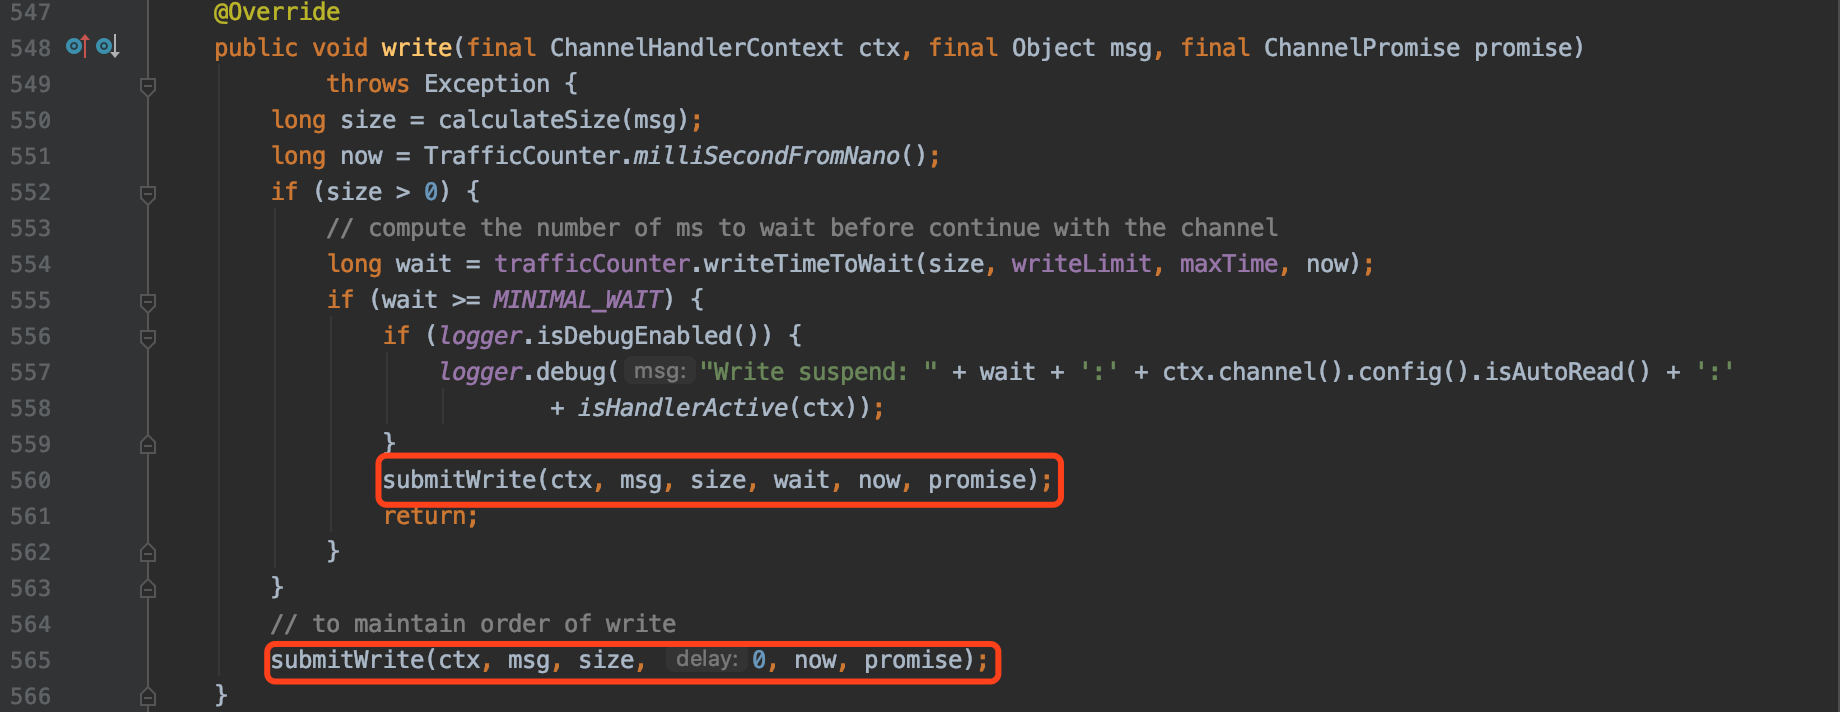 547 @Override
548 public void write(final ChannelHandlerContext ctx, final Object msg, final ChannelPromise promise)
549 throws Exception {
550 long size = calculateSize(msg);
551 long now = TrafficCounter.milliSecondFromNano();
552 if (size > 0) {
553 // compute the number of ms to wait before continue with the channel
554 long wait = trafficCounter.writeTimeToWait(size, writeLimit, maxTime, now);
555 if (wait >= MINIMAL_WAIT) {
556 if (logger.isDebugEnabled()) {
557 logger.debug( msg: "Write suspend: " + wait + ':' + ctx.channel().config().isAutoRead() + ':'
558 + isHandlerActive(ctx));
559 }
560 submitWrite(ctx, msg, size, wait, now, promise);
561 return;
562 }
563 }
564 // to maintain order of write
565 submitWrite(ctx, msg, size, delay: 0, now, promise);
566 }